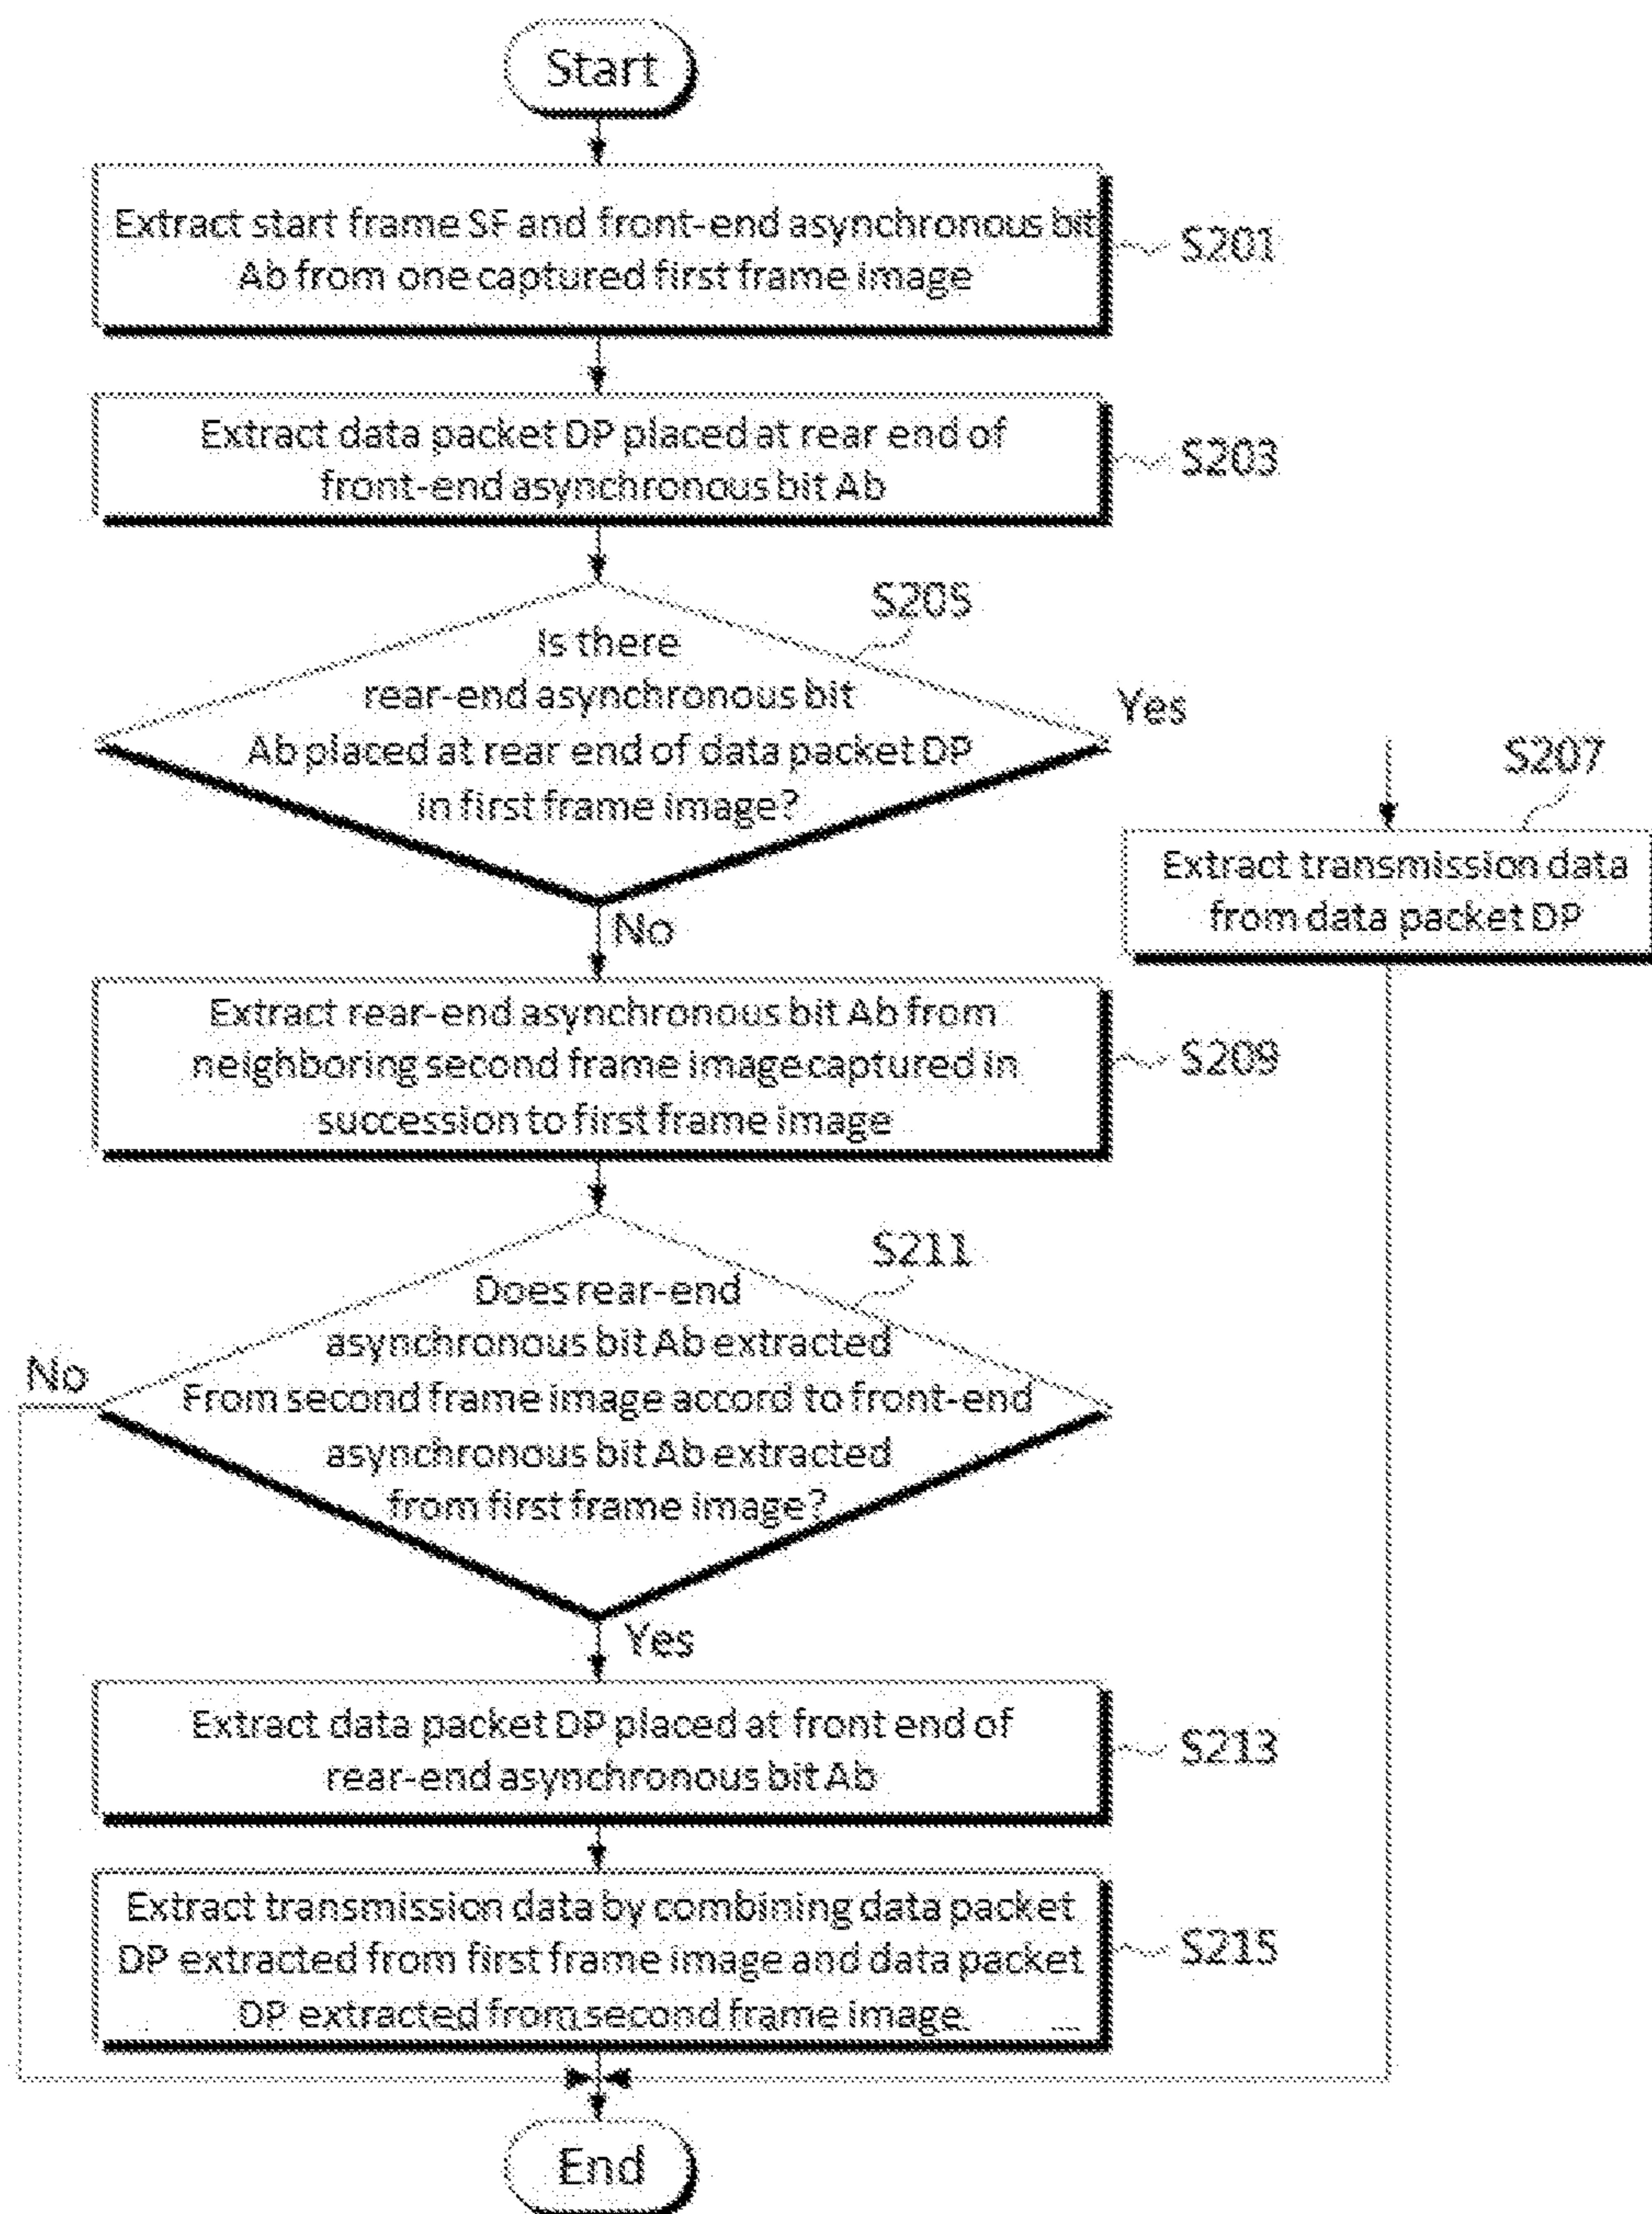 Start
Extract start frame SF and front-end asynchronous bit
Ab from one captured first frame image
S201
Extract data packet DP placed at rear end of
front-end asynchronous bit Ab
S203
S205
Is there
rear-end asynchronous bit
Ab placed at rear end of data packet DP
in first frame image?
Yes
No
S207
Extract transmission data
from data packet DP
Extract rear-end asynchronous bit Ab from
neighboring second frame image captured in
succession to first frame image
S209
S211
Does rear-end
asynchronous bit Ab extracted
From second frame image accord to front-end
asynchronous bit Ab extracted
from first frame image?
No
Yes
Extract data packet DP placed at front end of
rear-end asynchronous bit Ab
S213
Extract transmission data by combining data packet
DP extracted from first frame image and data packet
DP extracted from second frame image
S215
End